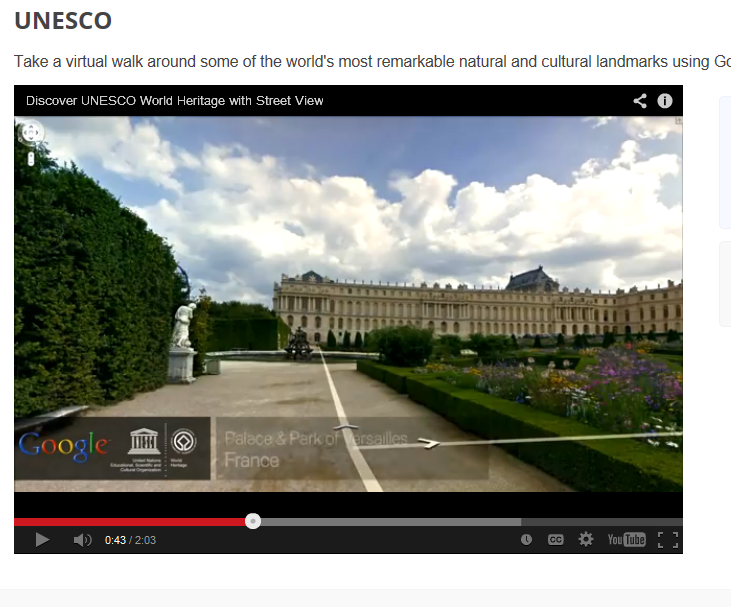 UNESCO
Take a virtual walk around some of the world's most remarkable natural and cultural landmarks using Go
Discover UNESCO World Heritage with Street View
Google
United Nations
Educational, Scientific and
Cultural Organization
World
Heritage
Palace & Park of Versailles
France
0:43 / 2:03
CC
YouTube